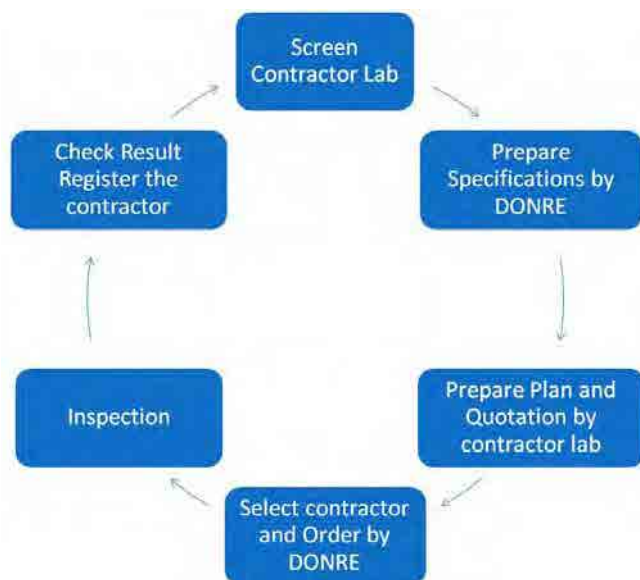 Screen
Contractor Lab
Prepare
Specifications by
DONRE
Prepare Plan and
Quotation by
contractor lab
Select contractor
and Order by
DONRE
Inspection
Check Result
Register the
contractor